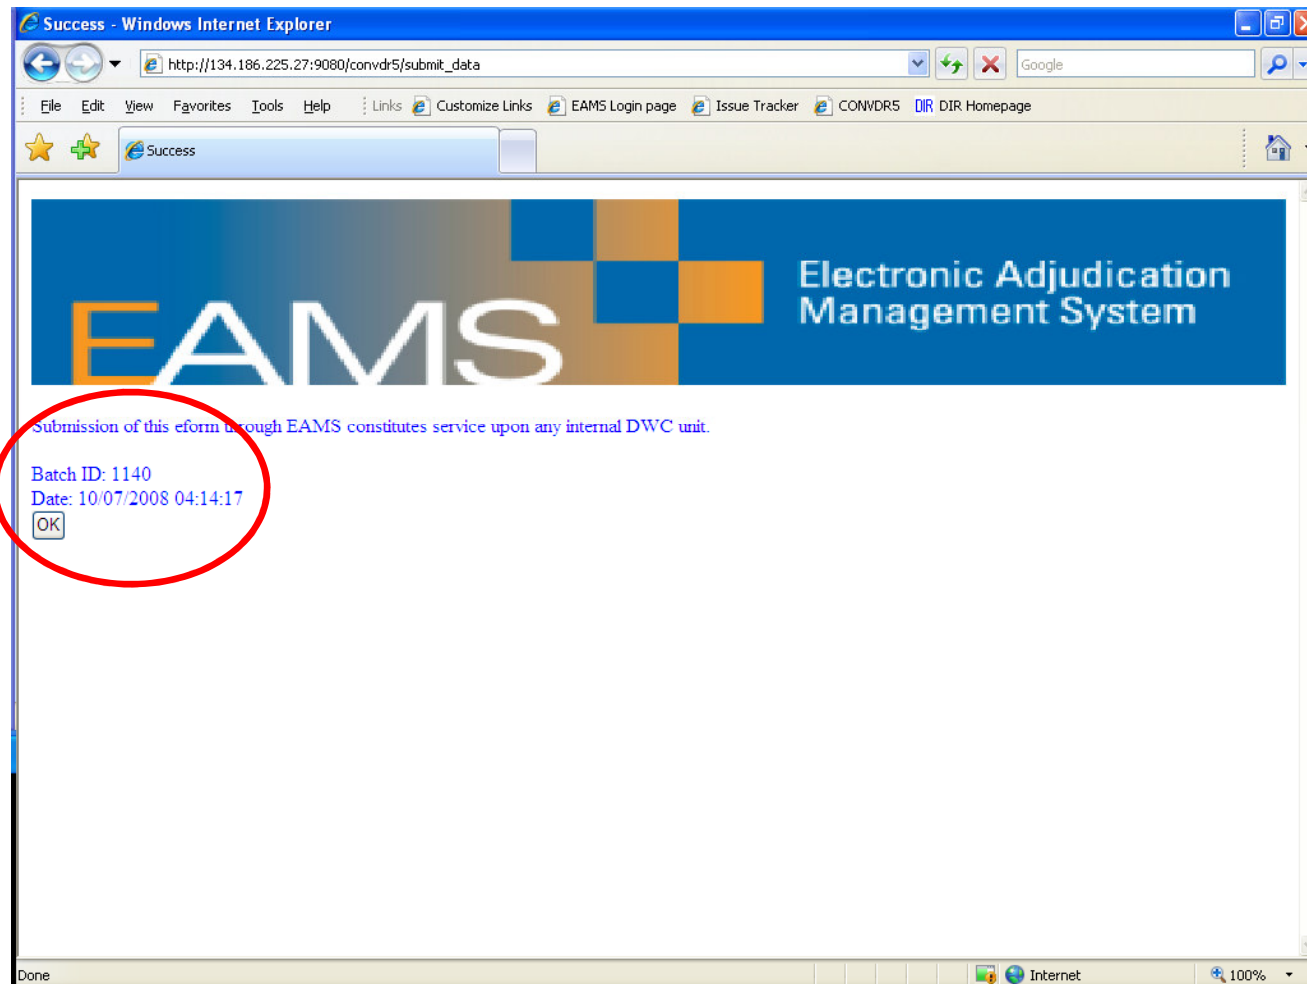 Success - Windows Internet Explorer
http://134.186.225.27:9080/convdr5/submit_data
Google
File Edit View Favorites Tools Help Links Customize Links EAMS Login page Issue Tracker CONVDR5 DIR DIR Homepage
Success
EAMS
Electronic Adjudication
Management System
Submission of this eform through EAMS constitutes service upon any internal DWC unit.
Batch ID: 1140
Date: 10/07/2008 04:14:17
OK
Done Internet 100%